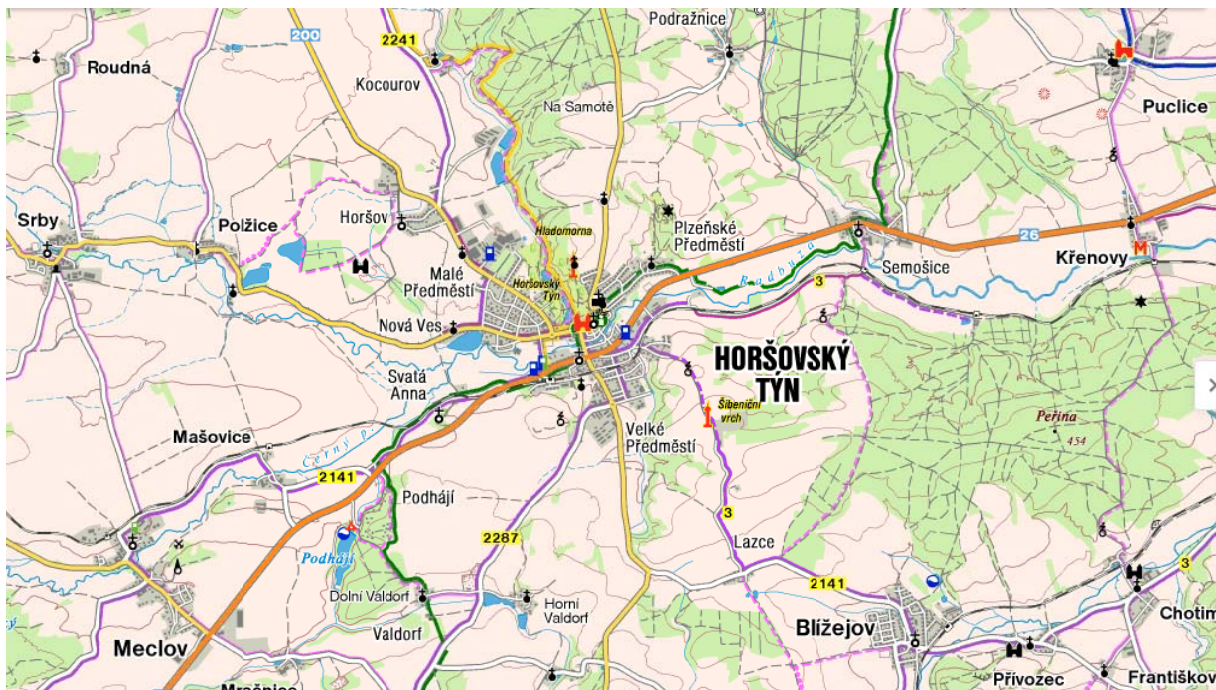 Podražnice
2241
200
Roudná
Kocourov
Na Samotě
Puclice
Srby
Polžice
Horšov
Hladomorna
Plzeňské
Předměstí
26
Radbuza
Křenovy
M
Malé
Předměstí
Horšovský
Týn
Semošice
3
Nová Ves
HORŠOVSKÝ
TÝN
Svatá
Anna
Šibeniční
vrch
Peřina
454
Mašovice
Velké
Předměstí
Černý p.
2141
Podhájí
3
2287
Lazce
Podhájí
2141
3
Dolní Valdorf
Horní
Valdorf
Chotim
Valdorf
Blížejov
Meclov
Přívozec
Františkov
Mračnice